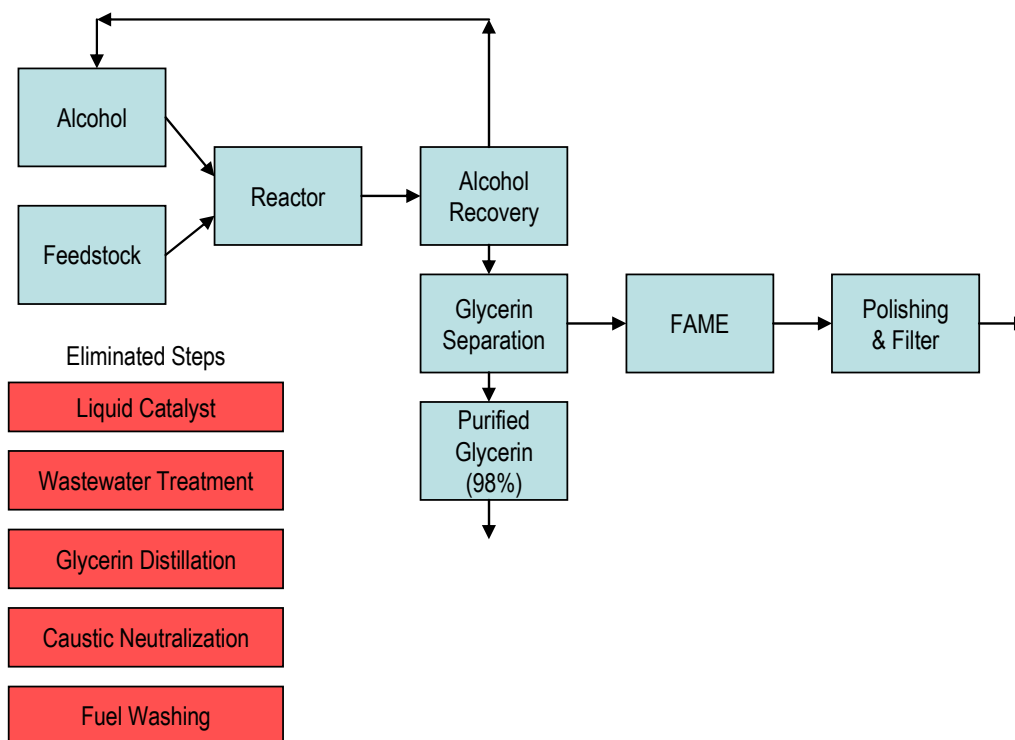 Alcohol
Feedstock
Reactor
Alcohol
Recovery
Glycerin
Separation
FAME
Polishing
& Filter
Purified
Glycerin
(98%)
Eliminated Steps
Liquid Catalyst
Wastewater Treatment
Glycerin Distillation
Caustic Neutralization
Fuel Washing